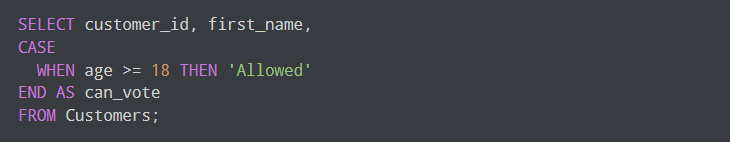 SELECT customer_id, first_name,
CASE
  WHEN age >= 18 THEN 'Allowed'
END AS can_vote
FROM Customers;